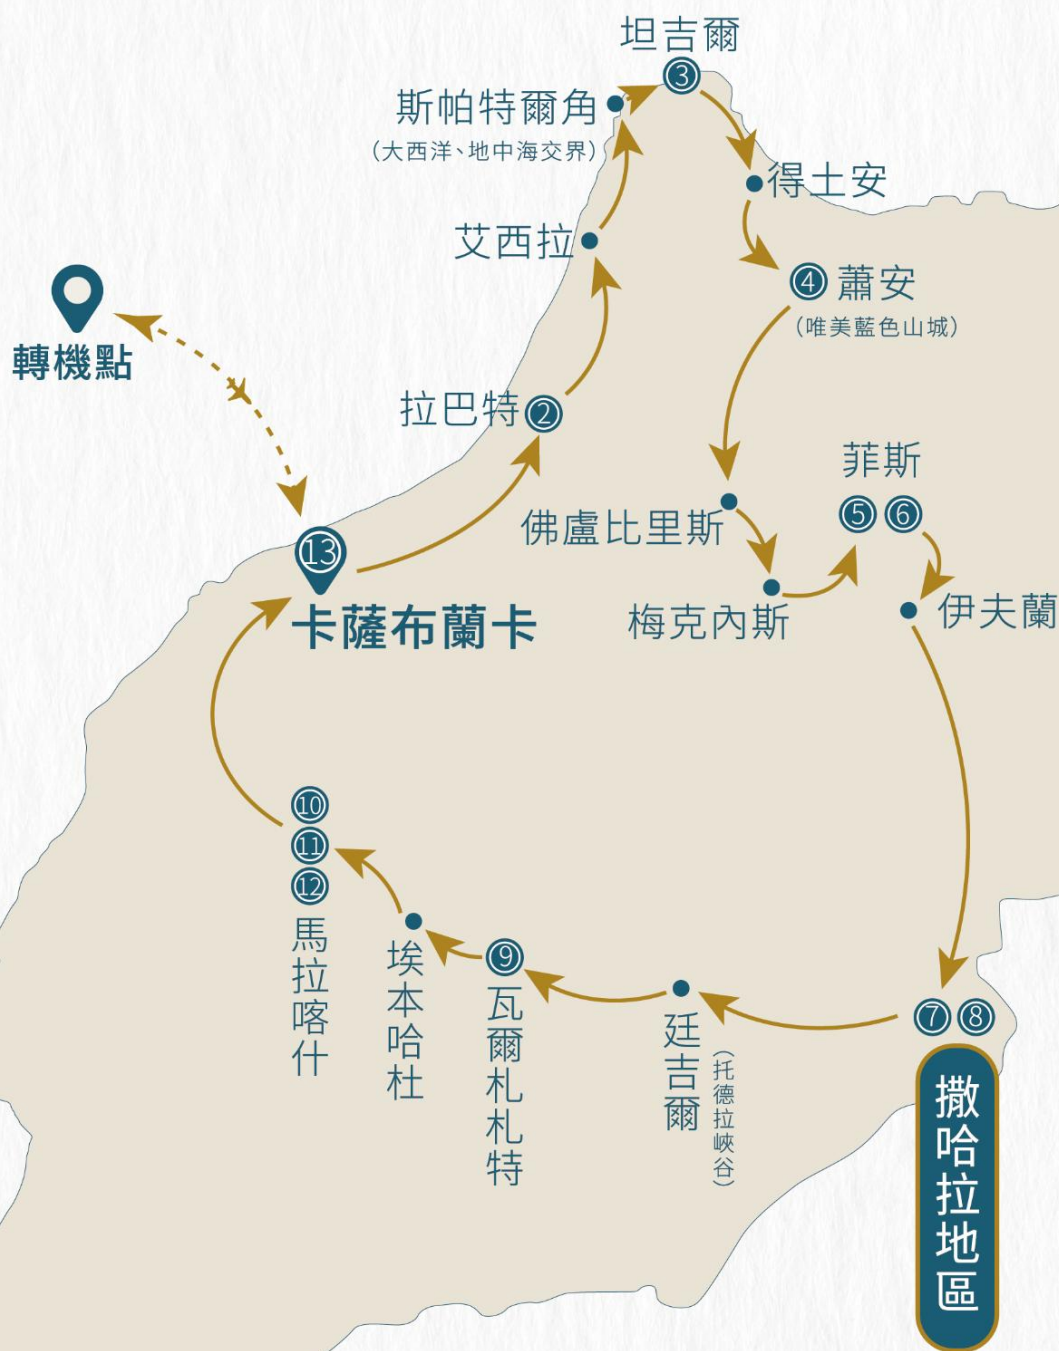 坦吉爾
③
斯帕特爾角
（大西洋、地中海交界）
得土安
艾西拉
④ 蕭安
（唯美藍色山城）
轉機點
拉巴特 ②
菲斯
⑤ ⑥
佛盧比里斯
⑬
卡薩布蘭卡
梅克內斯
伊夫蘭
⑩
⑪
⑫
馬拉喀什
埃本哈杜
⑨
瓦爾札札特
廷吉爾
（托德拉峽谷）
⑦ ⑧
撒哈拉地區